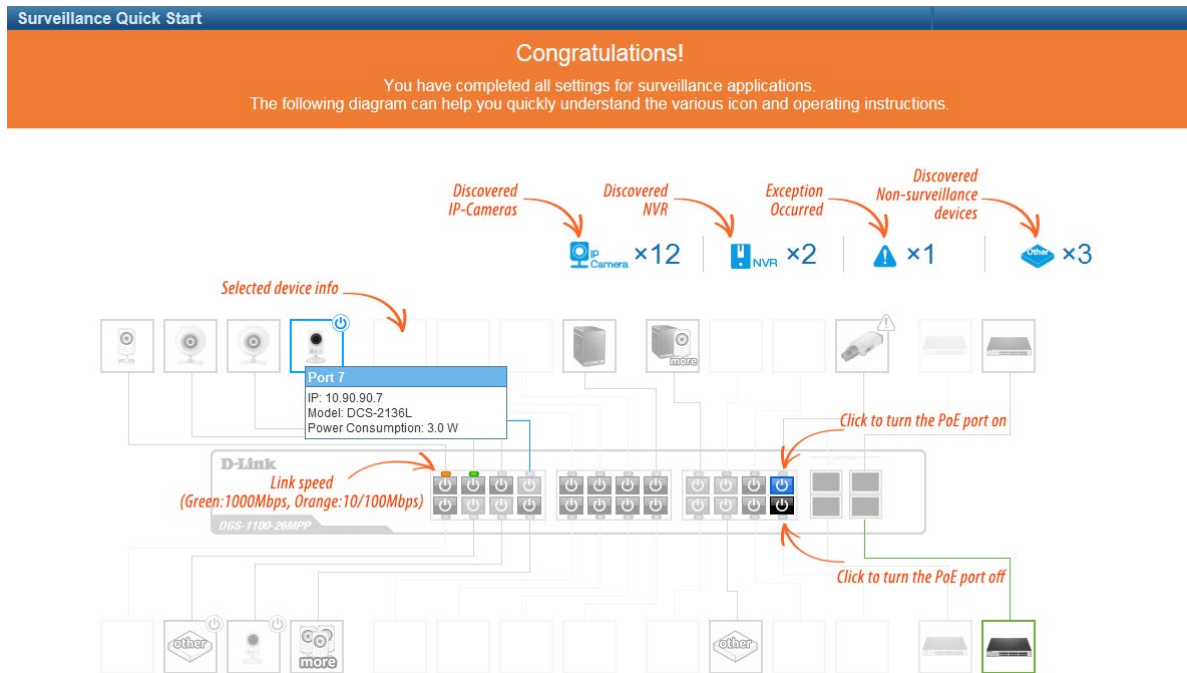 Surveillance Quick Start
Congratulations!
You have completed all settings for surveillance applications.
The following diagram can help you quickly understand the various icon and operating instructions.
Discovered
IP-Cameras
Discovered
NVR
Exception
Occurred
Discovered
Non-surveillance
devices
IP
Camera ×12
NVR ×2
×1
Other ×3
Selected device info
more
Port 7
IP: 10.90.90.7
Model: DCS-2136L
Power Consumption: 3.0 W
Click to turn the PoE port on
D-Link
Link speed
(Green:1000Mbps, Orange:10/100Mbps)
DGS-1100-26MPP
Click to turn the PoE port off
other
more
other